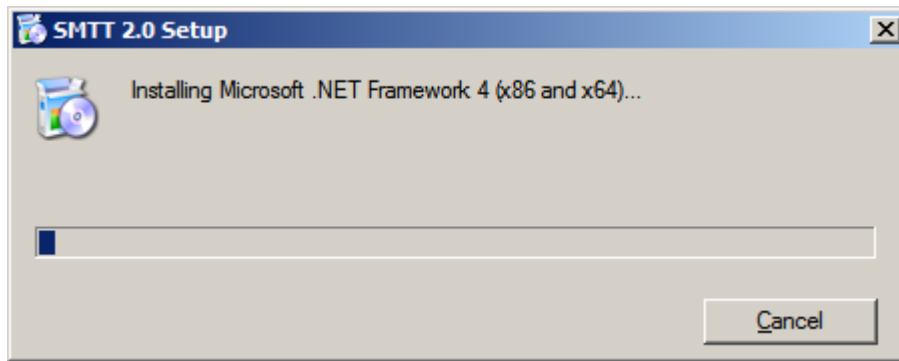 SMTT 2.0 Setup
Installing Microsoft .NET Framework 4 (x86 and x64)...
Cancel